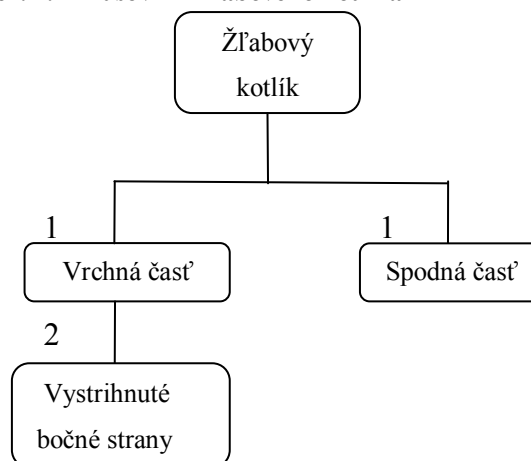 Žľabový
kotlík
1
1
Vrchná časť
Spodná časť
2
Vystrihnuté
bočné strany